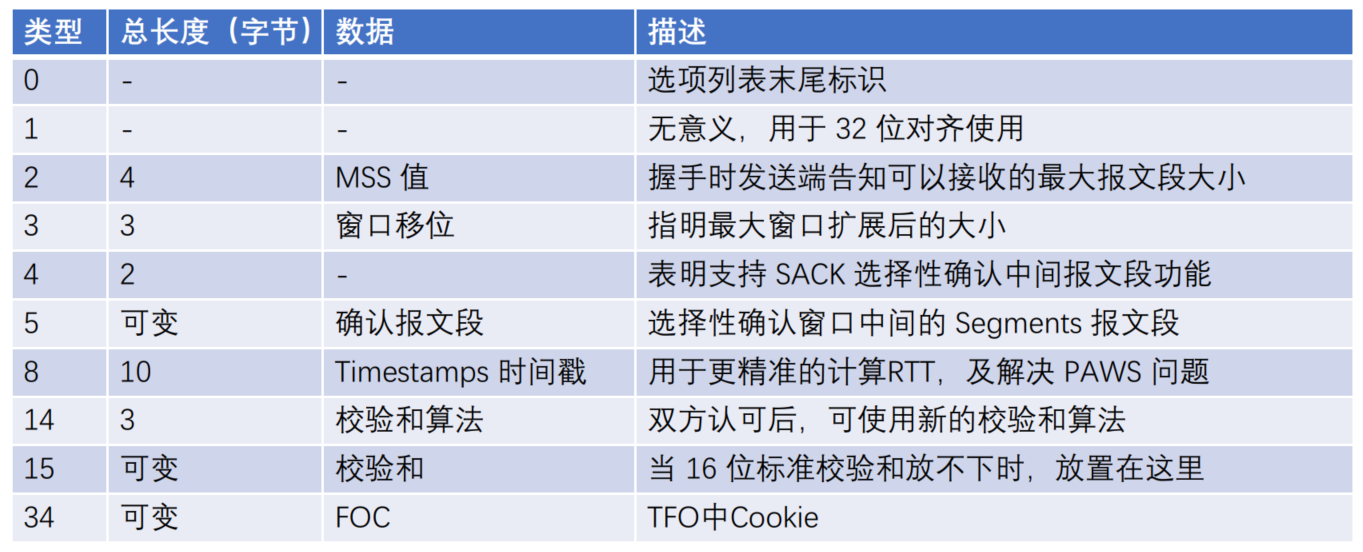 类型 总长度（字节） 数据 描述
0 - - 选项列表末尾标识
1 - - 无意义，用于 32 位对齐使用
2 4 MSS 值 握手时发送端告知可以接收的最大报文段大小
3 3 窗口移位 指明最大窗口扩展后的大小
4 2 - 表明支持 SACK 选择性确认中间报文段功能
5 可变 确认报文段 选择性确认窗口中间的 Segments 报文段
8 10 Timestamps 时间戳 用于更精准的计算RTT，及解决 PAWS 问题
14 3 校验和算法 双方认可后，可使用新的校验和算法
15 可变 校验和 当 16 位标准校验和放不下时，放置在这里
34 可变 FOC TFO中Cookie